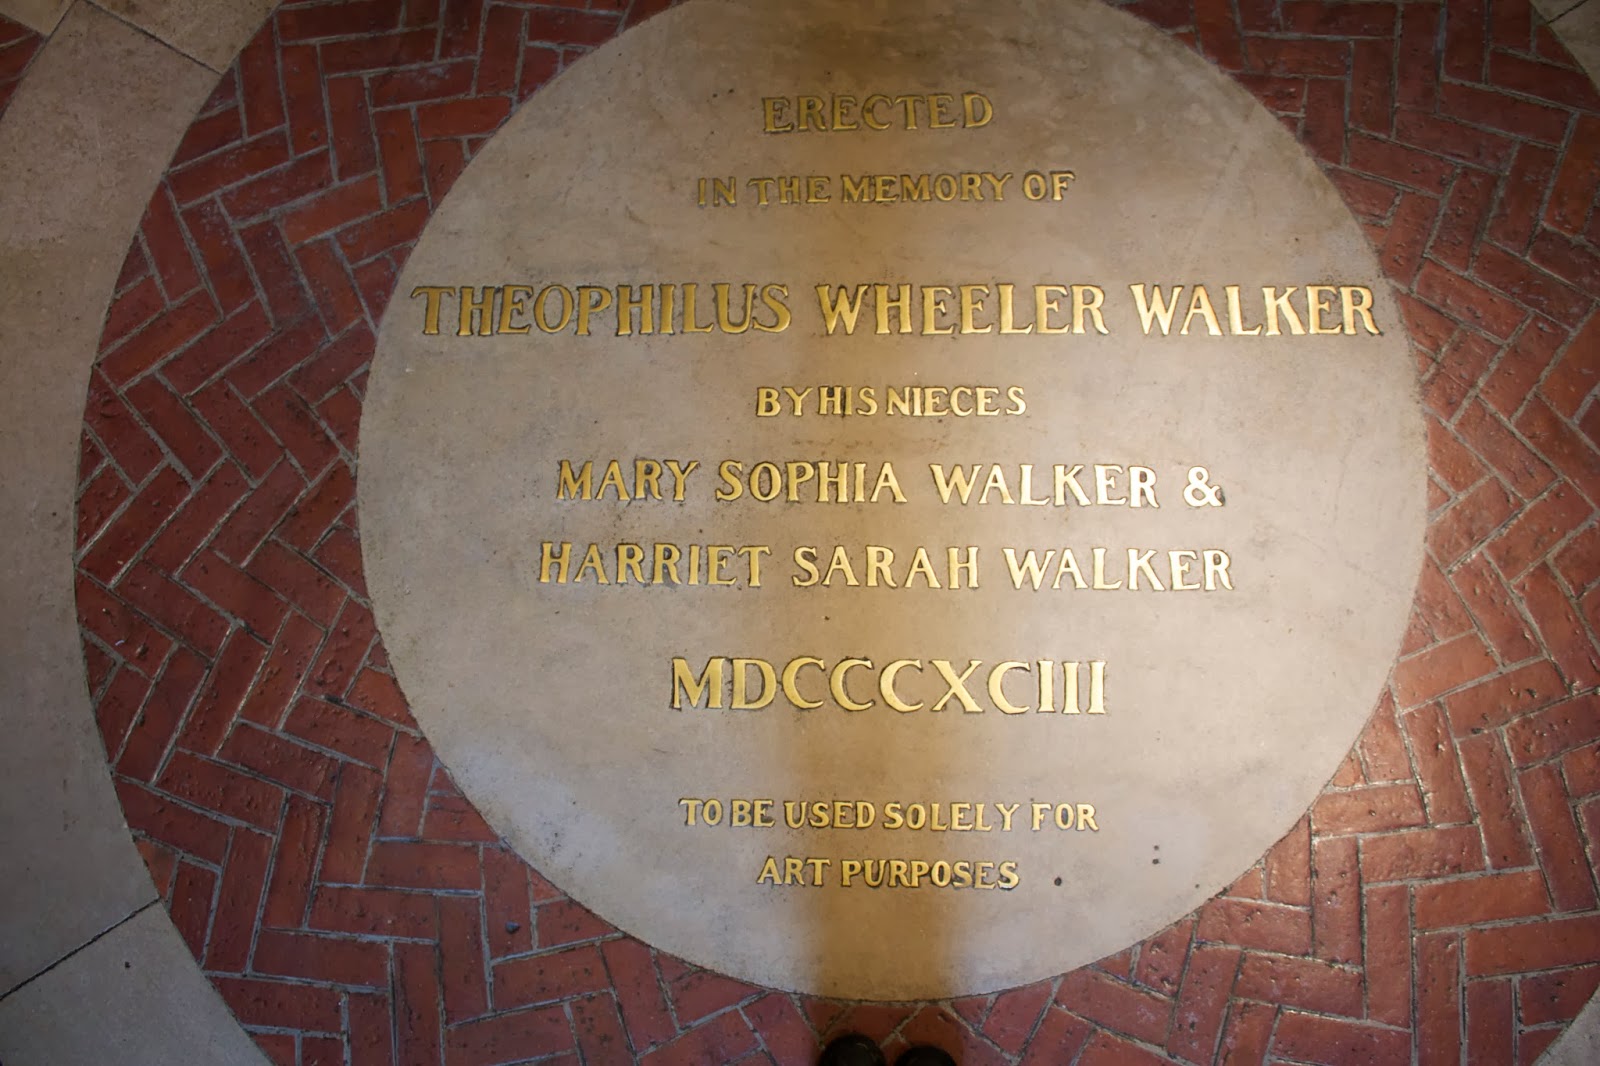 ERECTED
IN THE MEMORY OF
THEOPHILUS WHEELER WALKER
BY HIS NIECES
MARY SOPHIA WALKER &
HARRIET SARAH WALKER
MDCCCXCIII
TO BE USED SOLELY FOR
ART PURPOSES